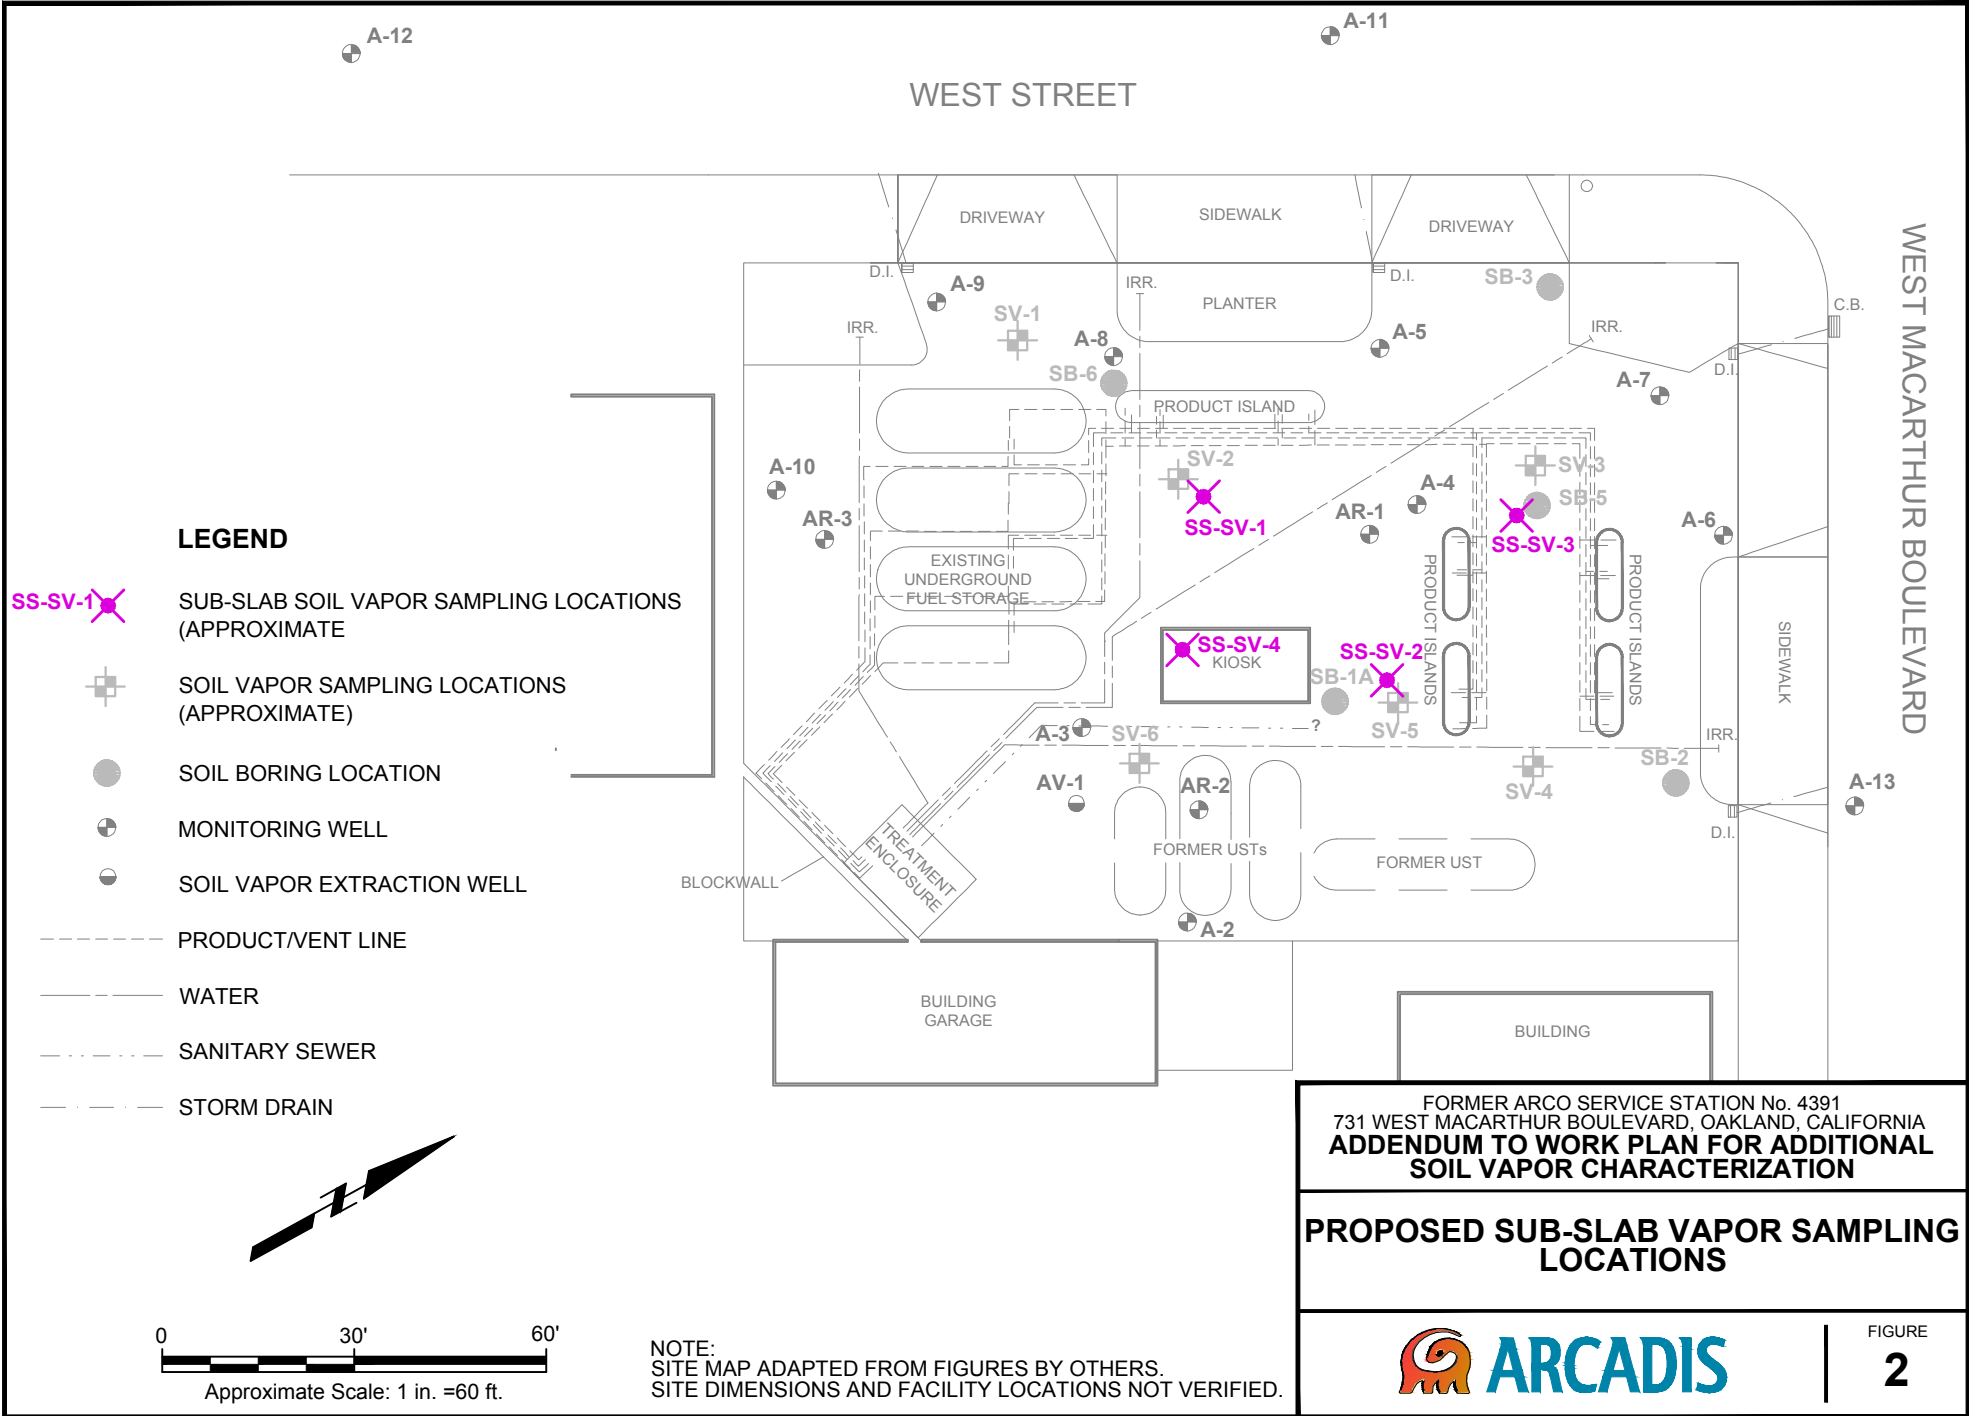 A-12
A-11
WEST STREET
DRIVEWAY
SIDEWALK
DRIVEWAY
D.I.
D.I.
A-9
IRR.
PLANTER
SB-3
WEST MACARTHUR BOULEVARD
C.B.
SV-1
IRR.
A-8
A-5
IRR.
D.I.
SB-6
A-7
PRODUCT ISLAND
A-10
SV-2
SV-3
A-4
SB-5
AR-3
SS-SV-1
AR-1
SS-SV-3
A-6
EXISTING
UNDERGROUND
FUEL STORAGE
PRODUCT ISLANDS
PRODUCT ISLANDS
SIDEWALK
SS-SV-4
KIOSK
SS-SV-2
SB-1A
A-3
SV-6
?
SV-5
IRR.
SB-2
AV-1
AR-2
SV-4
A-13
D.I.
TREATMENT
ENCLOSURE
FORMER USTs
FORMER UST
BLOCKWALL
A-2
BUILDING
GARAGE
BUILDING
LEGEND
SS-SV-1
SUB-SLAB SOIL VAPOR SAMPLING LOCATIONS
(APPROXIMATE
SOIL VAPOR SAMPLING LOCATIONS
(APPROXIMATE)
SOIL BORING LOCATION
MONITORING WELL
SOIL VAPOR EXTRACTION WELL
PRODUCT/VENT LINE
WATER
SANITARY SEWER
STORM DRAIN
N
0 30' 60'
Approximate Scale: 1 in. =60 ft.
NOTE:
SITE MAP ADAPTED FROM FIGURES BY OTHERS.
SITE DIMENSIONS AND FACILITY LOCATIONS NOT VERIFIED.
FORMER ARCO SERVICE STATION No. 4391
731 WEST MACARTHUR BOULEVARD, OAKLAND, CALIFORNIA
ADDENDUM TO WORK PLAN FOR ADDITIONAL
SOIL VAPOR CHARACTERIZATION
PROPOSED SUB-SLAB VAPOR SAMPLING
LOCATIONS
ARCADIS
FIGURE
2